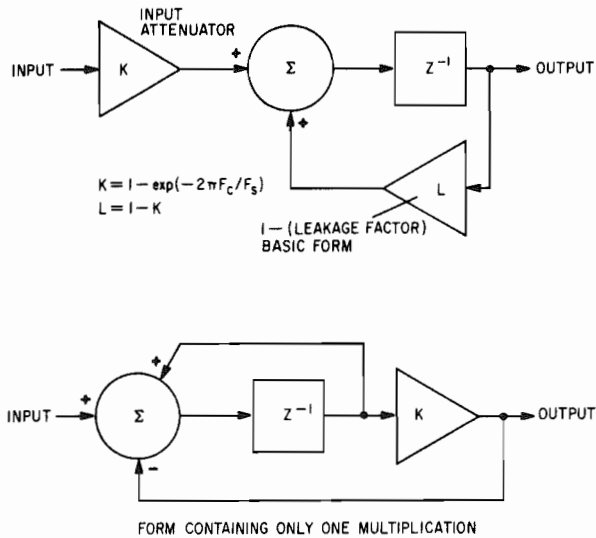 INPUT
ATTENUATOR
INPUT
K
+
Σ
Z⁻¹
OUTPUT
+
L
K = 1 - exp(-2πF_C/F_S)
L = 1 - K
1 - (LEAKAGE FACTOR)
BASIC FORM
+
+
INPUT
Σ
Z⁻¹
K
OUTPUT
-
FORM CONTAINING ONLY ONE MULTIPLICATION